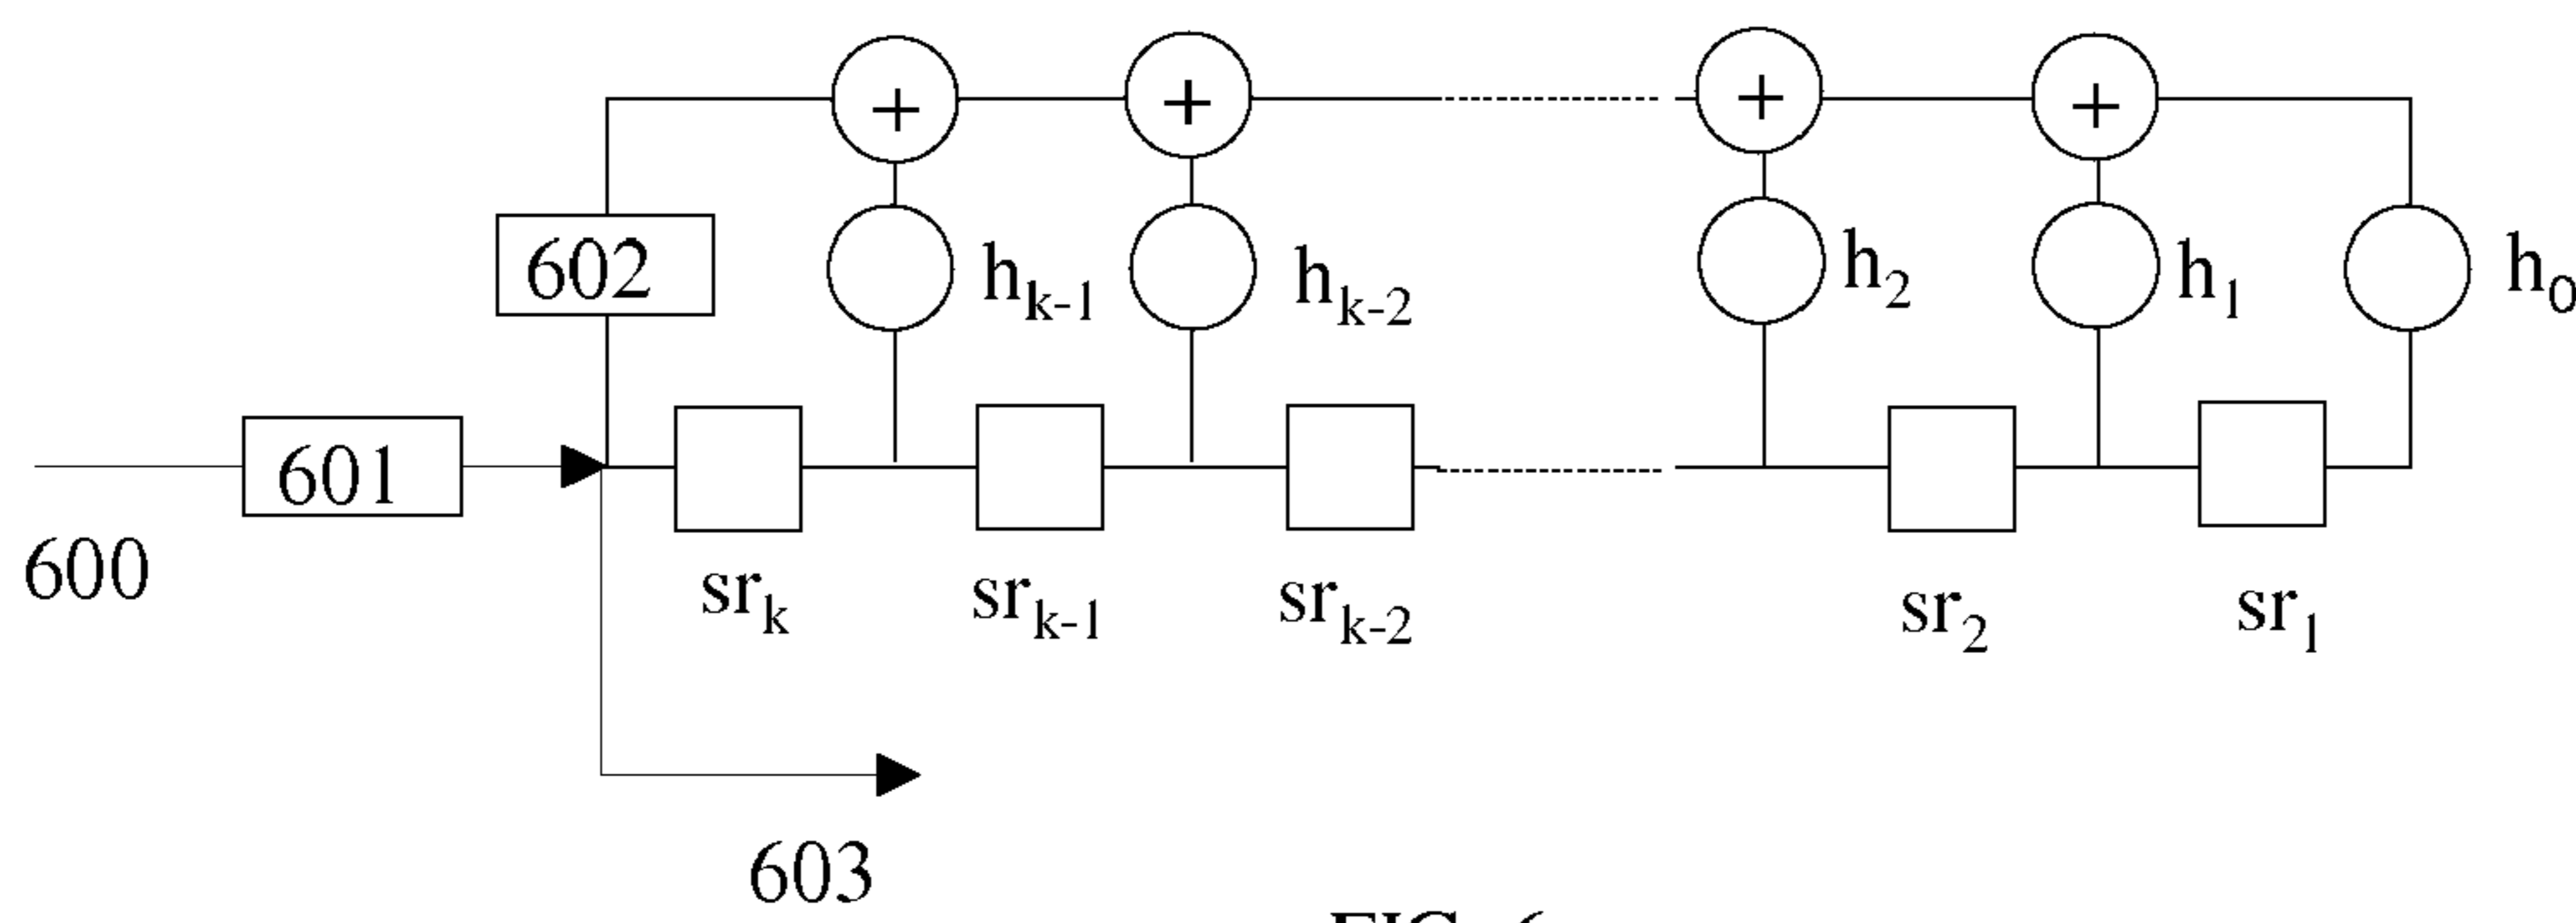 + + + +
602 h_{k-1} h_{k-2} h_2 h_1 h_0
601
600 sr_k sr_{k-1} sr_{k-2} sr_2 sr_1
603